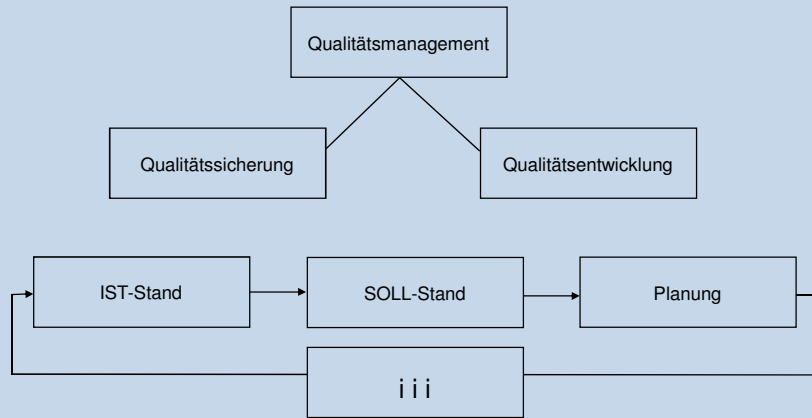 Qualitätsmanagement
Qualitätssicherung
Qualitätsentwicklung
IST-Stand
SOLL-Stand
Planung
i i i